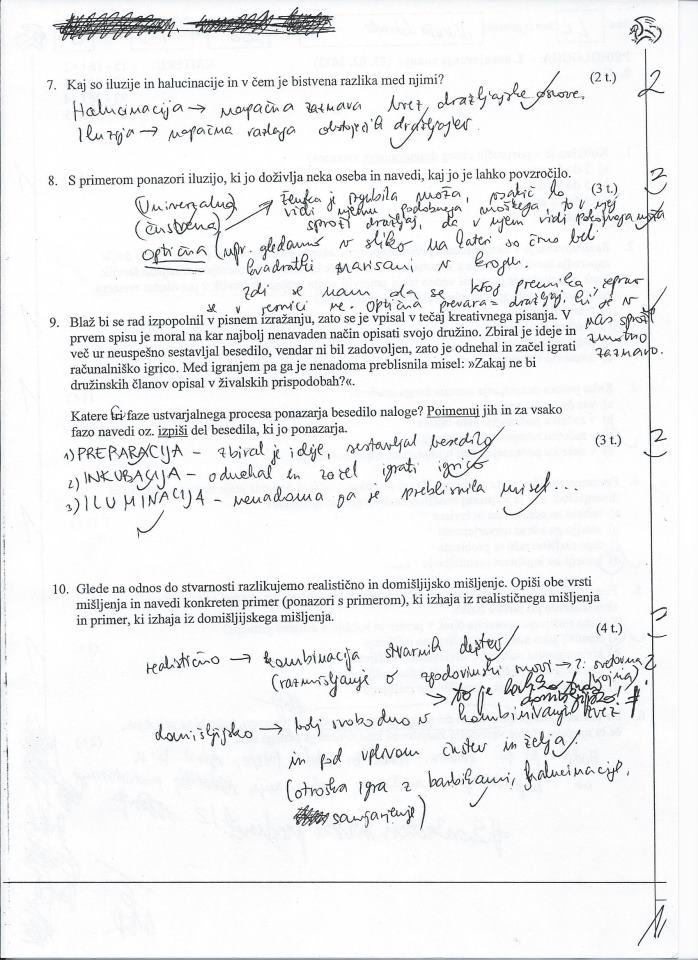 7. Kaj so iluzije in halucinacije in v čem je bistvena razlika med njimi? (2 t.) 2
Halucinacija → napačna zaznava brez dražljajske osnove.
Iluzija → napačna razlaga obstoječih dražljajev.
8. S primerom ponazori iluzijo, ki jo doživlja neka oseba in navedi, kaj jo je lahko povzročilo.
(3 t.) 3
(Univerzalna)
(čustvena) → ženska je izgubila moža, zato ko
vidi njemu podobnega moškega, to v njej
sproži dražljaj, da v njem vidi pokojnega moža
Optična (npr. gledamo v sliko na kateri so črno beli
kvadratki narisani v krogu.
Zdi se nam da se krog premika, čeprav
se v resnici ne. Optična prevara = dražljaj, ki se v
nas sproži
zmotno
zaznavo.
9. Blaž bi se rad izpopolnil v pisnem izražanju, zato se je vpisal v tečaj kreativnega pisanja. V
prvem spisu je moral na kar najbolj nenavaden način opisati svojo družino. Zbiral je ideje in
več ur neuspešno sestavljal besedilo, vendar ni bil zadovoljen, zato je odnehal in začel igrati
računalniško igrico. Med igranjem pa ga je nenadoma preblisnila misel: »Zakaj ne bi
družinskih članov opisal v živalskih prispodobah?«.
Katere tri faze ustvarjalnega procesa ponazarja besedilo naloge? Poimenuj jih in za vsako
fazo navedi oz. izpiši del besedila, ki jo ponazarja.
(3 t.) 3
1) PREPARACIJA – zbiral je ideje, sestavljal besedilo
2) INKUBACIJA – odnehal in začel igrati igrico
3) ILUMINACIJA – nenadoma ga je preblisnila misel...
10. Glede na odnos do stvarnosti razlikujemo realistično in domišljijsko mišljenje. Opiši obe vrsti
mišljenja in navedi konkreten primer (ponazori s primerom), ki izhaja iz realističnega mišljenja
in primer, ki izhaja iz domišljijskega mišljenja.
(4 t.) 3
realistično → kombinacija stvarnih dejstev
(razmišljanje o zgodovinski snovi → 2. svetovna
vojna) ?
→ to je lahko tudi
domišljijsko!
domišljijsko → bolj svobodno v kombiniranju brez
in pod vplivom čustev in želja.
(otroška igra z barbikami, halucinacije,
sanjarjenje)
11